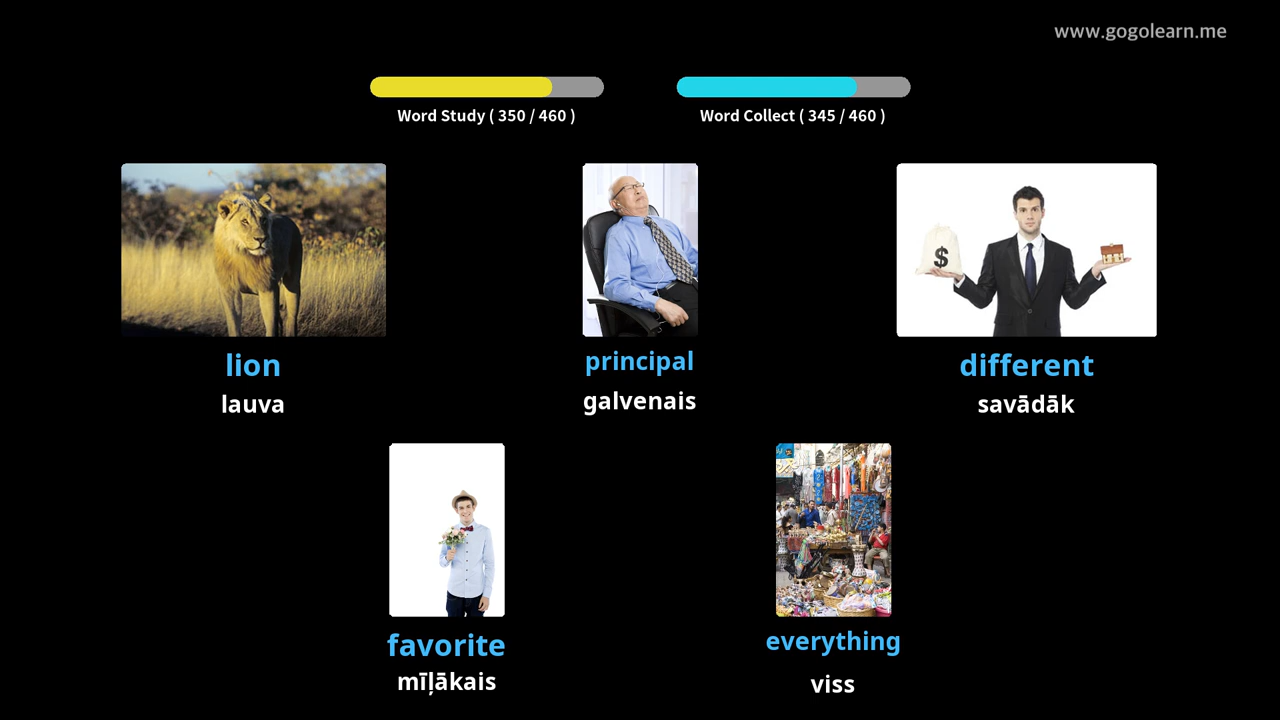 www.gogolearn.me
Word Study ( 350 / 460 )
Word Collect ( 345 / 460 )
lion
lauva
principal
galvenais
different
savādāk
favorite
mīļākais
everything
viss